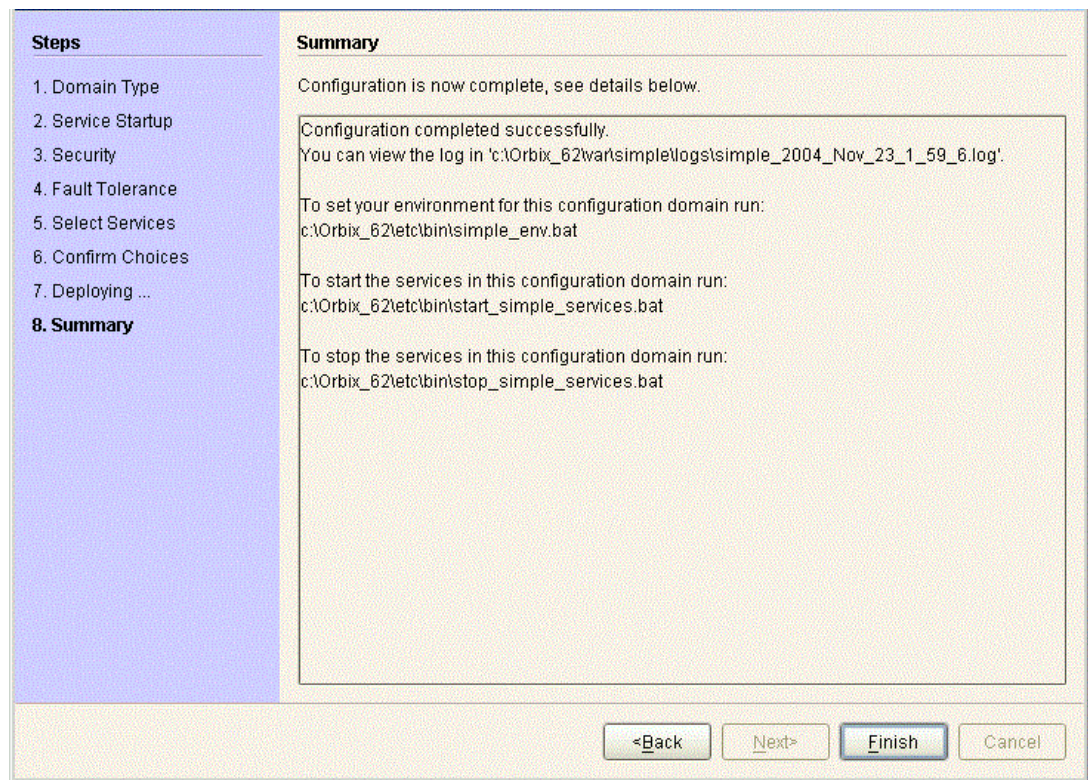 Steps
1. Domain Type
2. Service Startup
3. Security
4. Fault Tolerance
5. Select Services
6. Confirm Choices
7. Deploying ...
8. Summary
Summary
Configuration is now complete, see details below.
Configuration completed successfully.
You can view the log in 'c:\Orbix_62\var\simple\logs\simple_2004_Nov_23_1_59_6.log'.
To set your environment for this configuration domain run:
c:\Orbix_62\etc\bin\simple_env.bat
To start the services in this configuration domain run:
c:\Orbix_62\etc\bin\start_simple_services.bat
To stop the services in this configuration domain run:
c:\Orbix_62\etc\bin\stop_simple_services.bat
<Back
Next>
Finish
Cancel